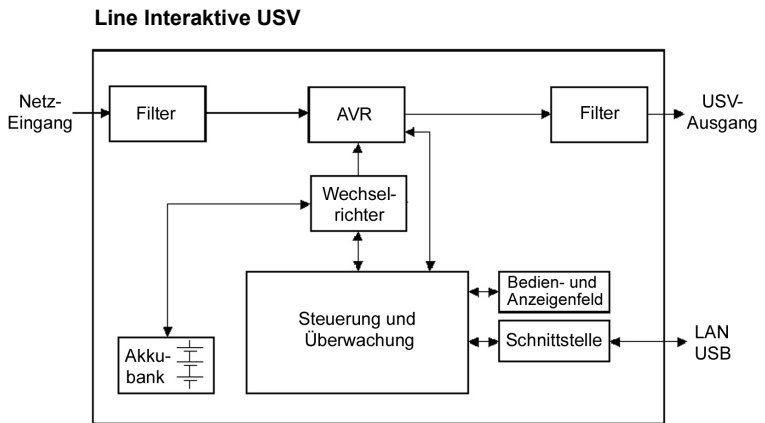 Line Interaktive USV
Netz-
Eingang
Filter
AVR
Filter
USV-
Ausgang
Wechsel-
richter
Steuerung und
Überwachung
Bedien- und
Anzeigenfeld
Schnittstelle
LAN
USB
Akku-
bank